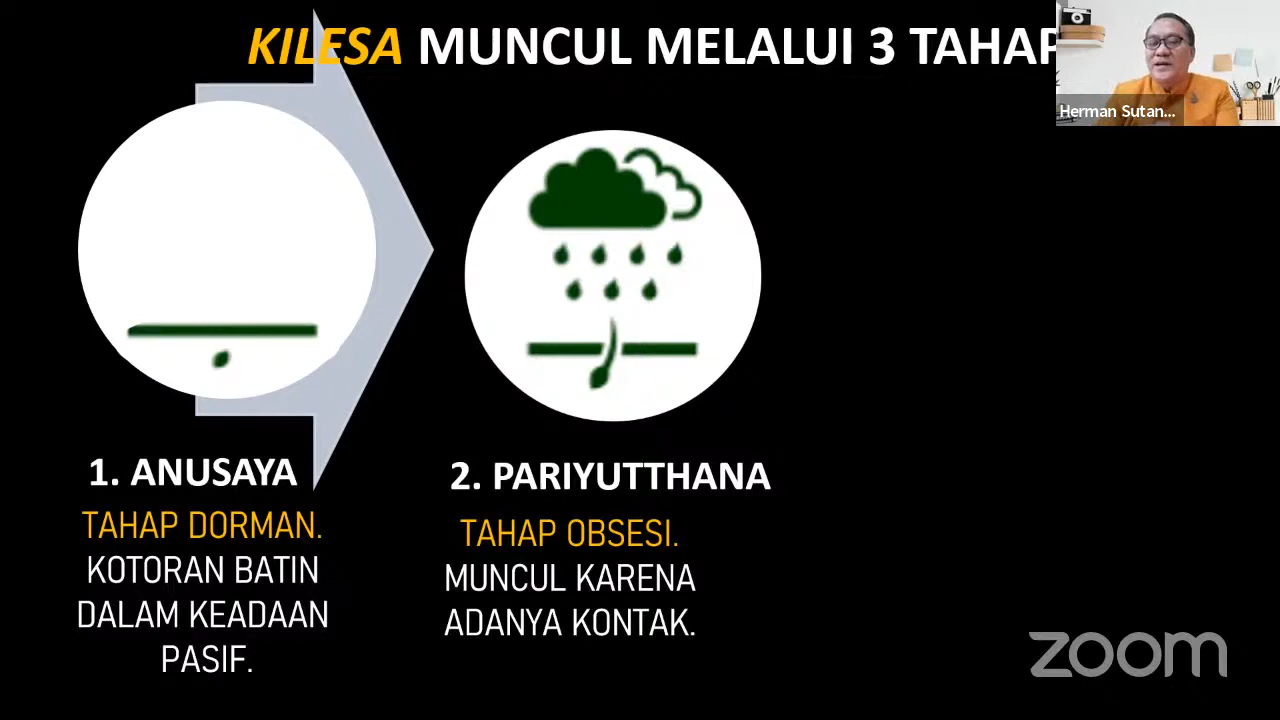 KILESA MUNCUL MELALUI 3 TAHAP
Herman Sutan...
1. ANUSAYA
TAHAP DORMAN.
KOTORAN BATIN
DALAM KEADAAN
PASIF.
2. PARIYUTTHANA
TAHAP OBSESI.
MUNCUL KARENA
ADANYA KONTAK.
zoom